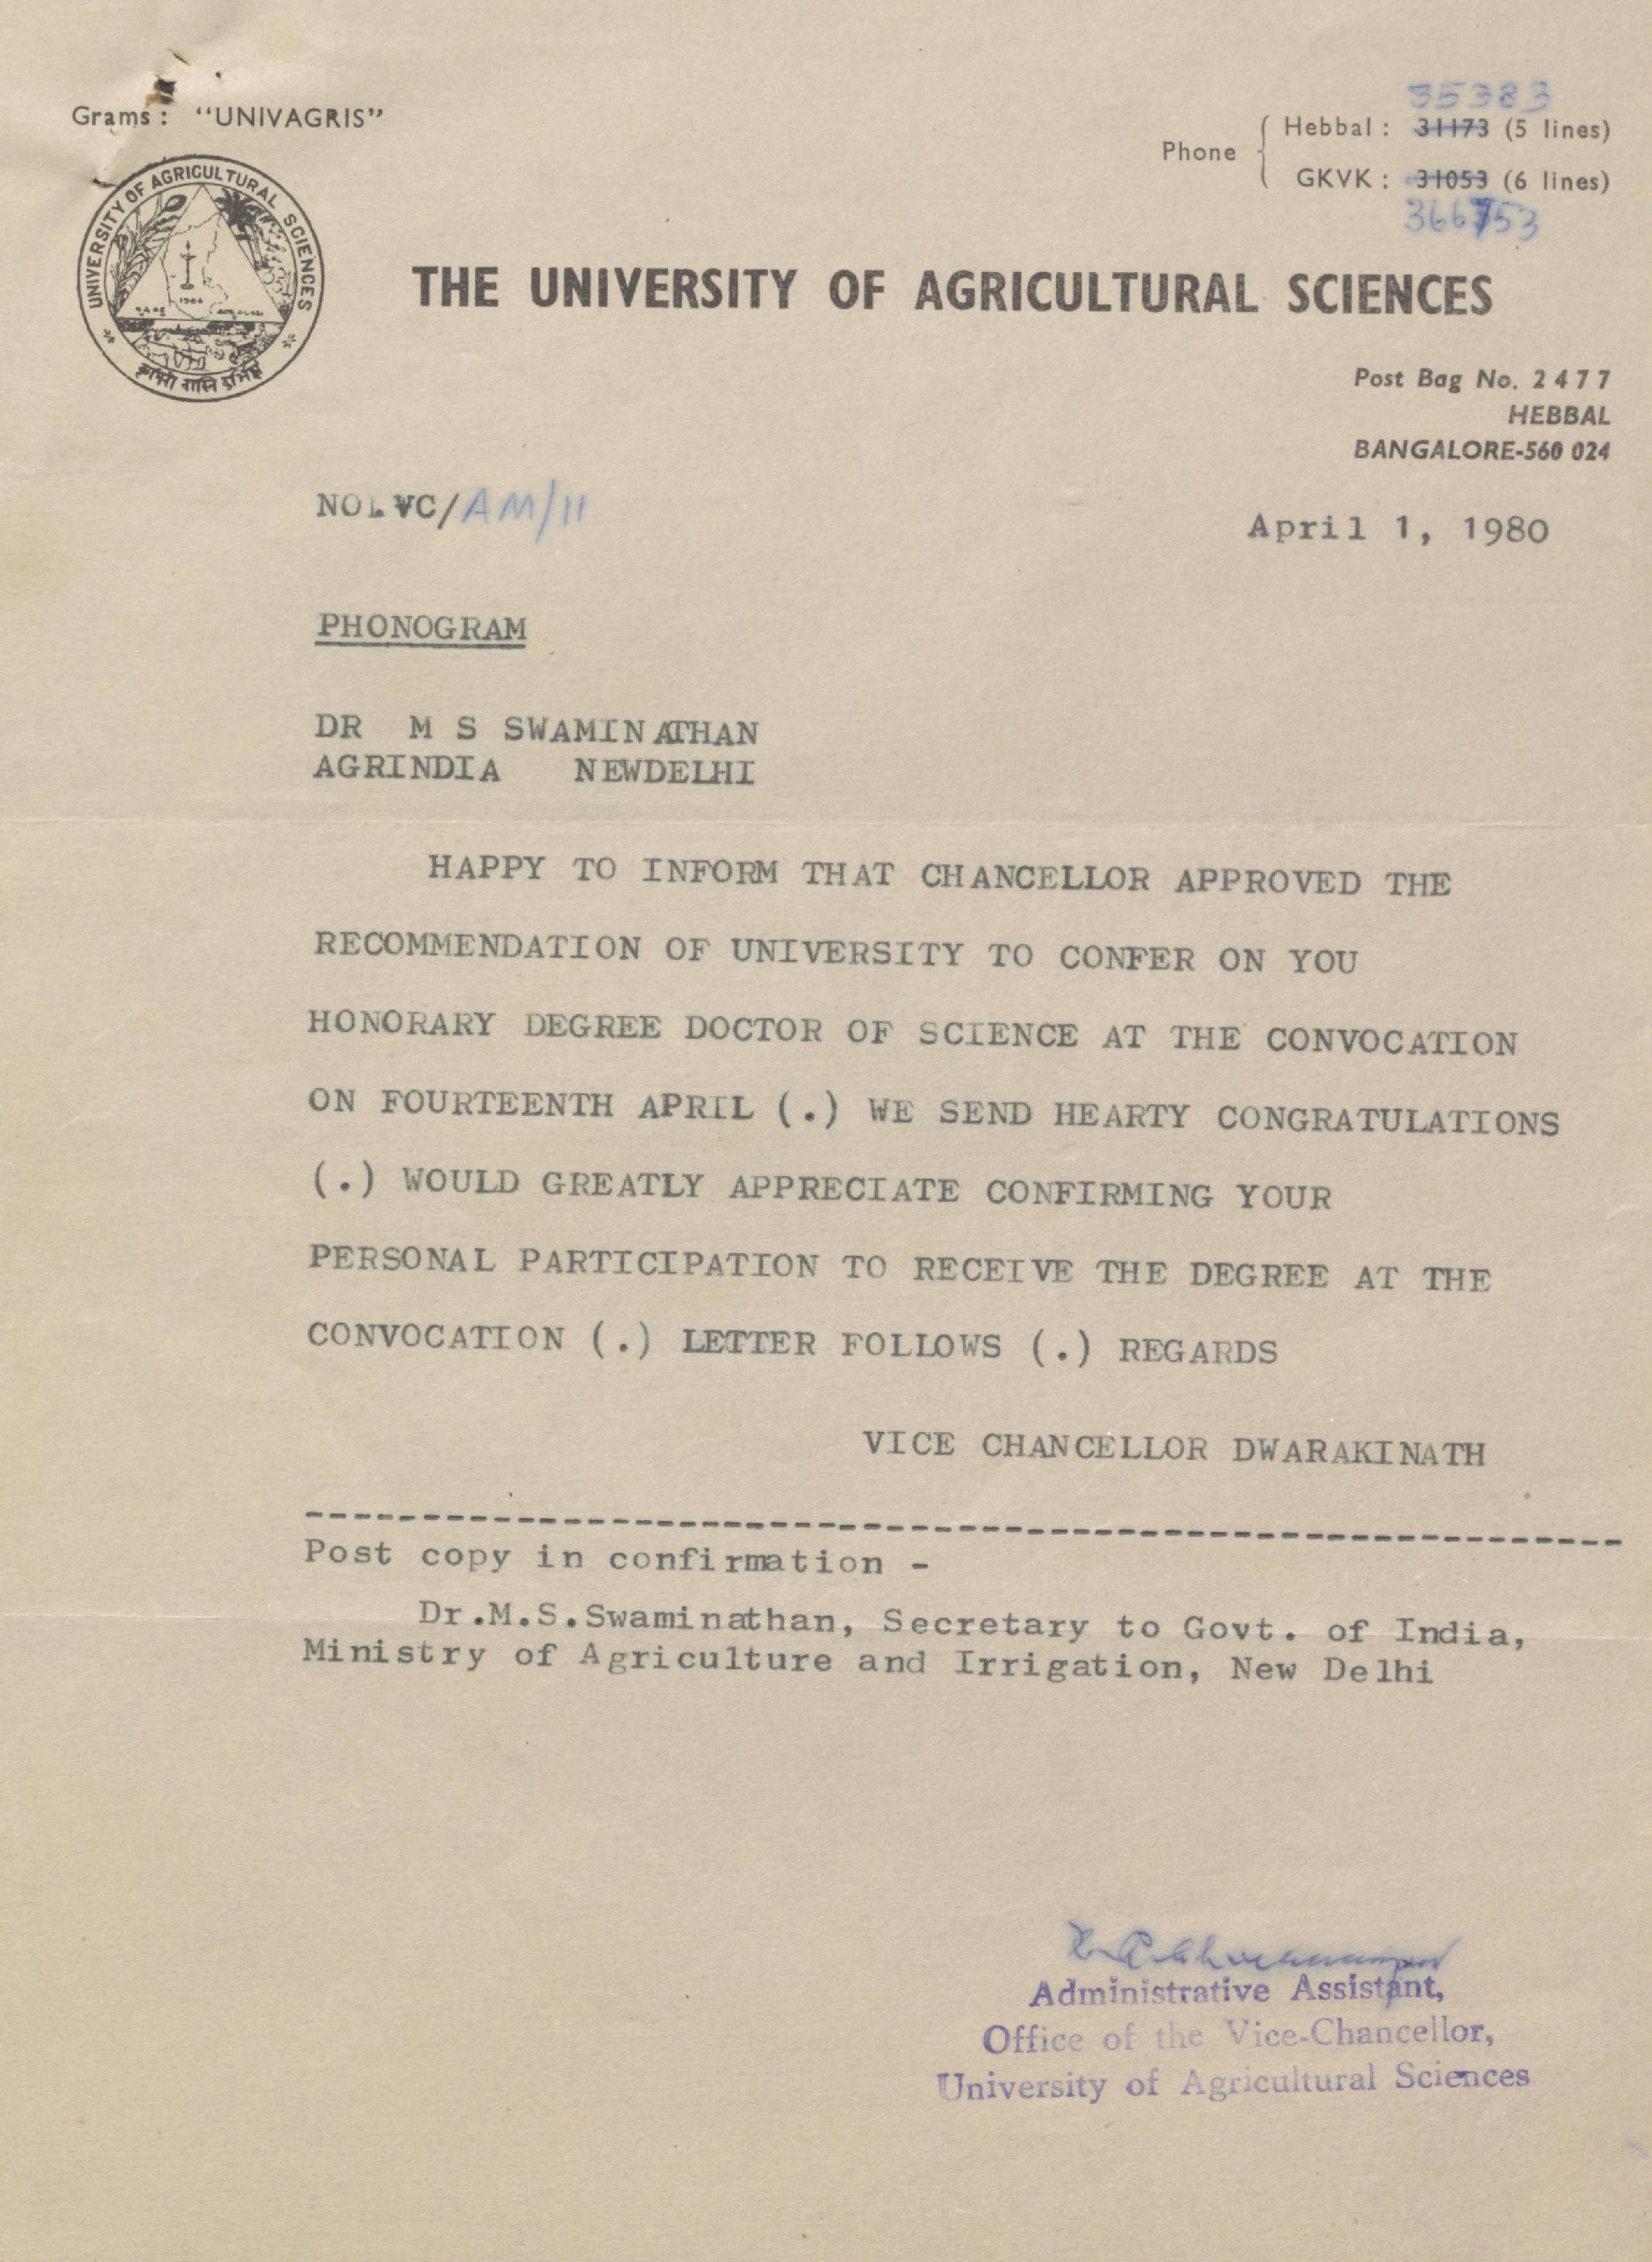 Grams : "UNIVAGRIS"
35383
Phone
Hebbal : 31173 (5 lines)
GKVK : 31053 (6 lines)
366753
UNIVERSITY OF AGRICULTURAL SCIENCES
1964
THE UNIVERSITY OF AGRICULTURAL SCIENCES
Post Bag No. 2477
HEBBAL
BANGALORE-560 024
NO. VC/AM/11
April 1, 1980
PHONOGRAM
DR M S SWAMINATHAN
AGRINDIA NEWDELHI
HAPPY TO INFORM THAT CHANCELLOR APPROVED THE
RECOMMENDATION OF UNIVERSITY TO CONFER ON YOU
HONORARY DEGREE DOCTOR OF SCIENCE AT THE CONVOCATION
ON FOURTEENTH APRIL (.) WE SEND HEARTY CONGRATULATIONS
(.) WOULD GREATLY APPRECIATE CONFIRMING YOUR
PERSONAL PARTICIPATION TO RECEIVE THE DEGREE AT THE
CONVOCATION (.) LETTER FOLLOWS (.) REGARDS
VICE CHANCELLOR DWARAKINATH
Post copy in confirmation -
Dr.M.S.Swaminathan, Secretary to Govt. of India,
Ministry of Agriculture and Irrigation, New Delhi
Administrative Assistant,
Office of the Vice-Chancellor,
University of Agricultural Sciences